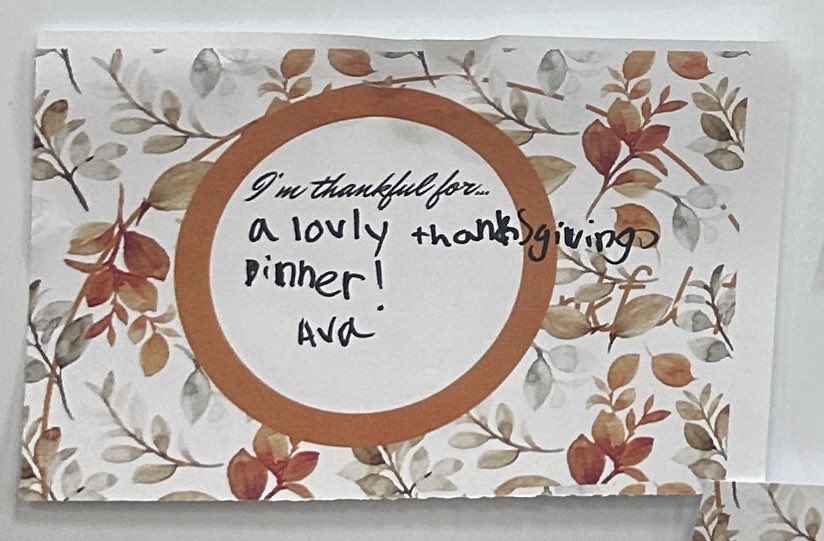 I'm thankful for...
a lovly thanksgiving
Dinner!
Ava